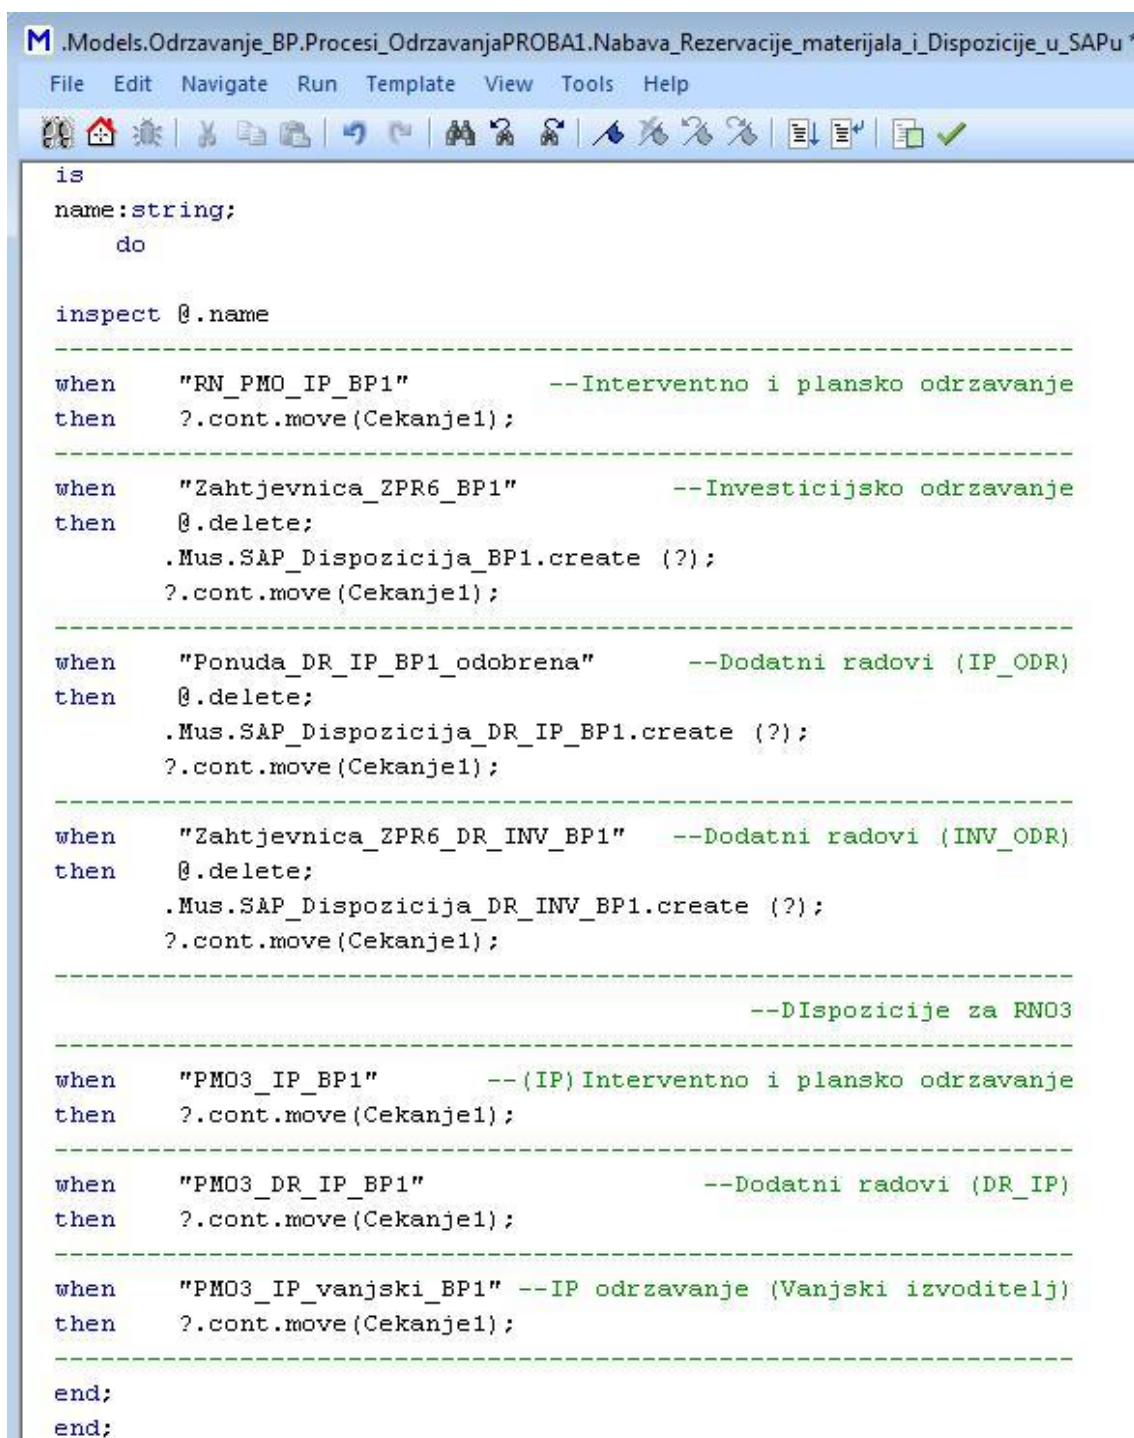 M .Models.Odrzavanje_BP.Procesi_OdrzavanjaPROBA1.Nabava_Rezervacije_materijala_i_Dispozicije_u_SAPu *
File Edit Navigate Run Template View Tools Help
is
name:string;
do
inspect @.name
--------------------------------------------------------------------
when "RN_PMO_IP_BP1" --Interventno i plansko odrzavanje
then ?.cont.move(Cekanje1);
--------------------------------------------------------------------
when "Zahtjevnica_ZPR6_BP1" --Investicijsko odrzavanje
then @.delete;
.Mus.SAP_Dispozicija_BP1.create (?);
?.cont.move(Cekanje1);
--------------------------------------------------------------------
when "Ponuda_DR_IP_BP1_odobrena" --Dodatni radovi (IP_ODR)
then @.delete;
.Mus.SAP_Dispozicija_DR_IP_BP1.create (?);
?.cont.move(Cekanje1);
--------------------------------------------------------------------
when "Zahtjevnica_ZPR6_DR_INV_BP1" --Dodatni radovi (INV_ODR)
then @.delete;
.Mus.SAP_Dispozicija_DR_INV_BP1.create (?);
?.cont.move(Cekanje1);
--------------------------------------------------------------------
--DIspozicije za RNO3
--------------------------------------------------------------------
when "PMO3_IP_BP1" --(IP)Interventno i plansko odrzavanje
then ?.cont.move(Cekanje1);
--------------------------------------------------------------------
when "PMO3_DR_IP_BP1" --Dodatni radovi (DR_IP)
then ?.cont.move(Cekanje1);
--------------------------------------------------------------------
when "PMO3_IP_vanjski_BP1" --IP odrzavanje (Vanjski izvoditelj)
then ?.cont.move(Cekanje1);
--------------------------------------------------------------------
end;
end;